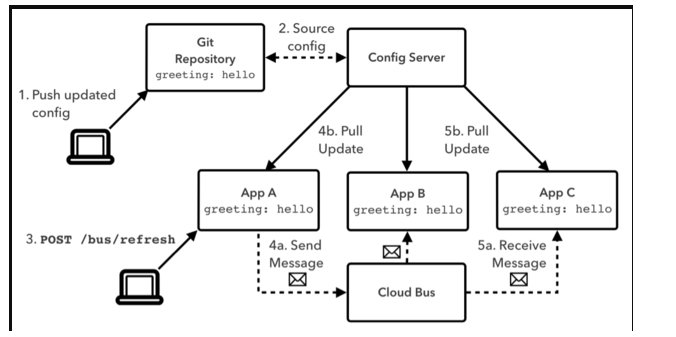 Git
Repository
greeting: hello
2. Source
config
Config Server
1. Push updated
config
4b. Pull
Update
5b. Pull
Update
App A
greeting: hello
App B
greeting: hello
App C
greeting: hello
3. POST /bus/refresh
4a. Send
Message
5a. Receive
Message
Cloud Bus